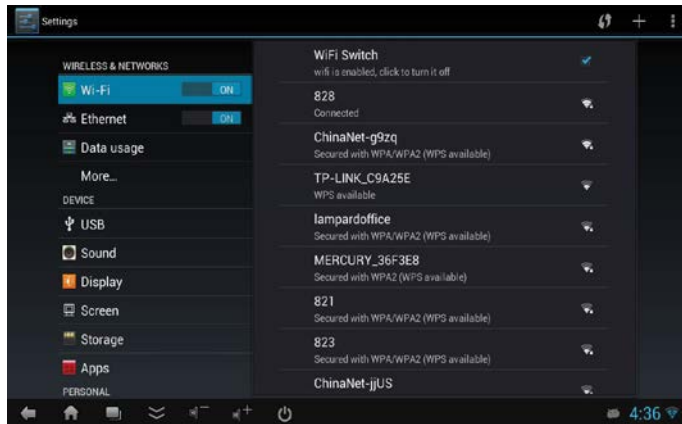 Settings
WIRELESS & NETWORKS
Wi-Fi ON
Ethernet ON
Data usage
More...
DEVICE
USB
Sound
Display
Screen
Storage
Apps
PERSONAL
WiFi Switch
wifi is enabled, click to turn it off
828
Connected
ChinaNet-g9zq
Secured with WPA/WPA2 (WPS available)
TP-LINK_C9A25E
WPS available
lampardoffice
Secured with WPA/WPA2 (WPS available)
MERCURY_36F3E8
Secured with WPA2 (WPS available)
821
Secured with WPA/WPA2 (WPS available)
823
Secured with WPA/WPA2 (WPS available)
ChinaNet-jjUS
4:36